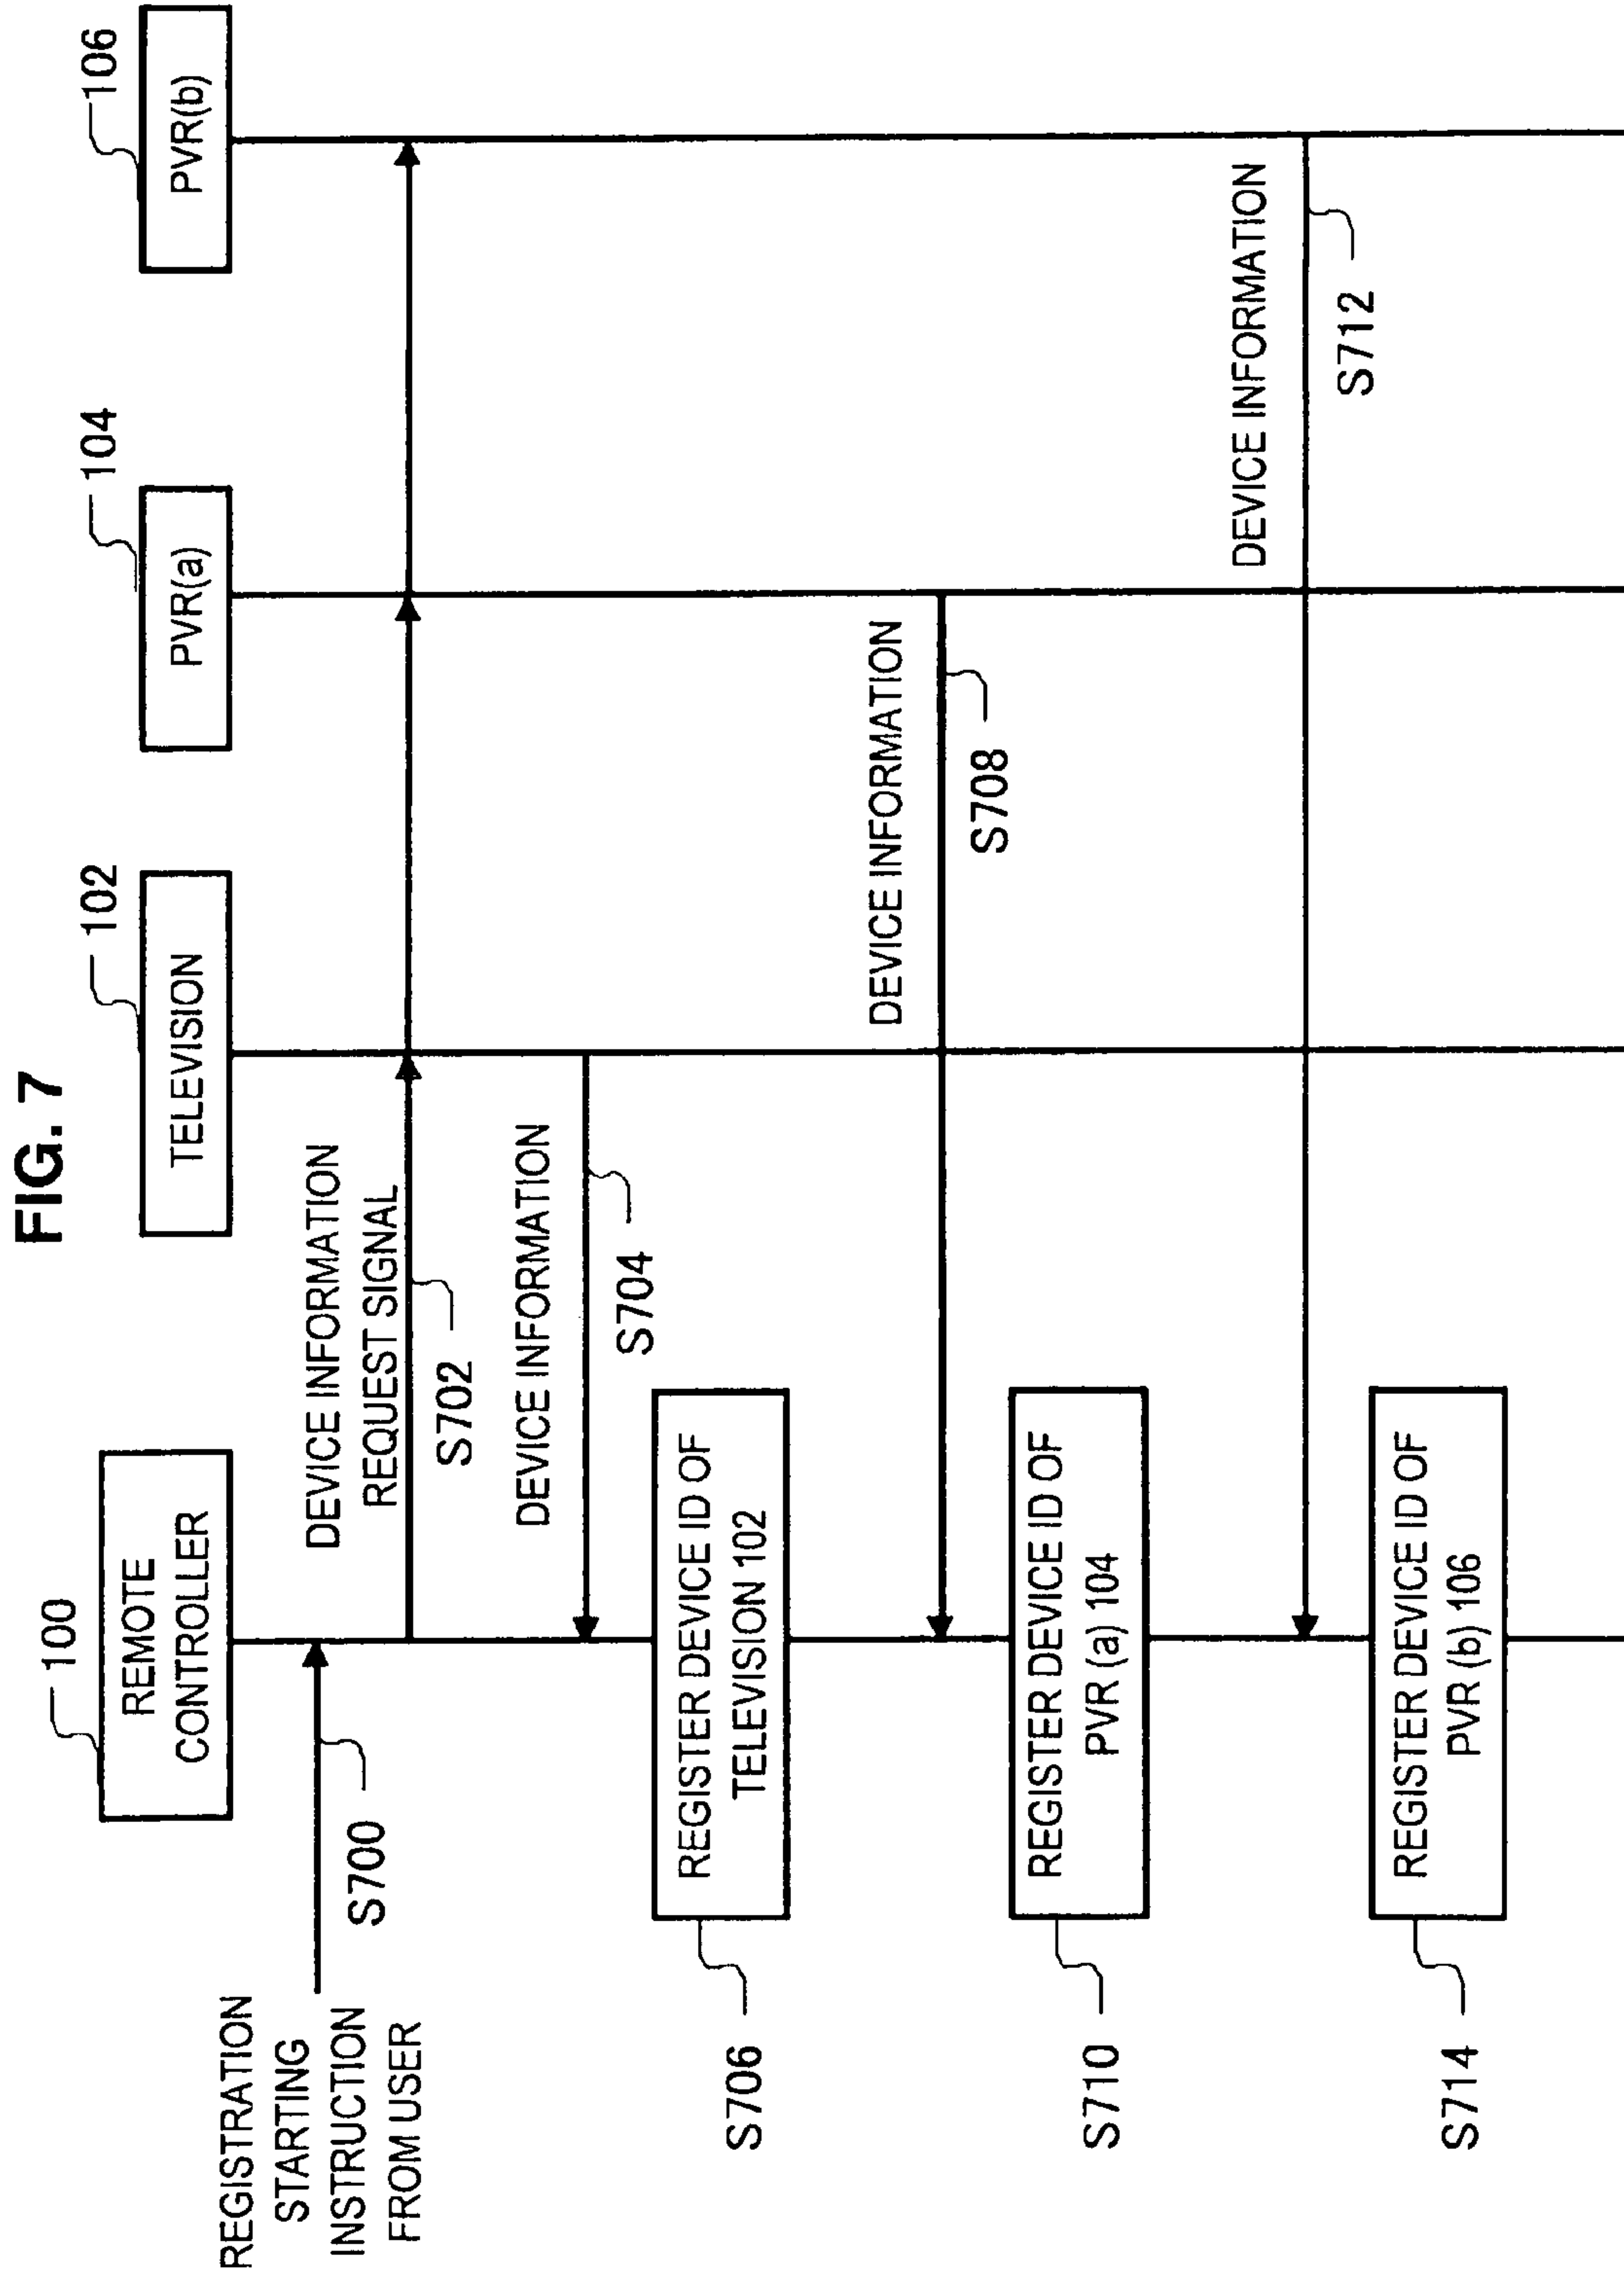 FIG. 7
100
102
104
106
REMOTE
CONTROLLER
TELEVISION
PVR(a)
PVR(b)
REGISTRATION
STARTING
INSTRUCTION
FROM USER
S700
DEVICE INFORMATION
REQUEST SIGNAL
S702
DEVICE INFORMATION
S704
S706
REGISTER DEVICE ID OF
TELEVISION 102
DEVICE INFORMATION
S708
S710
REGISTER DEVICE ID OF
PVR (a) 104
DEVICE INFORMATION
S712
S714
REGISTER DEVICE ID OF
PVR (b) 106